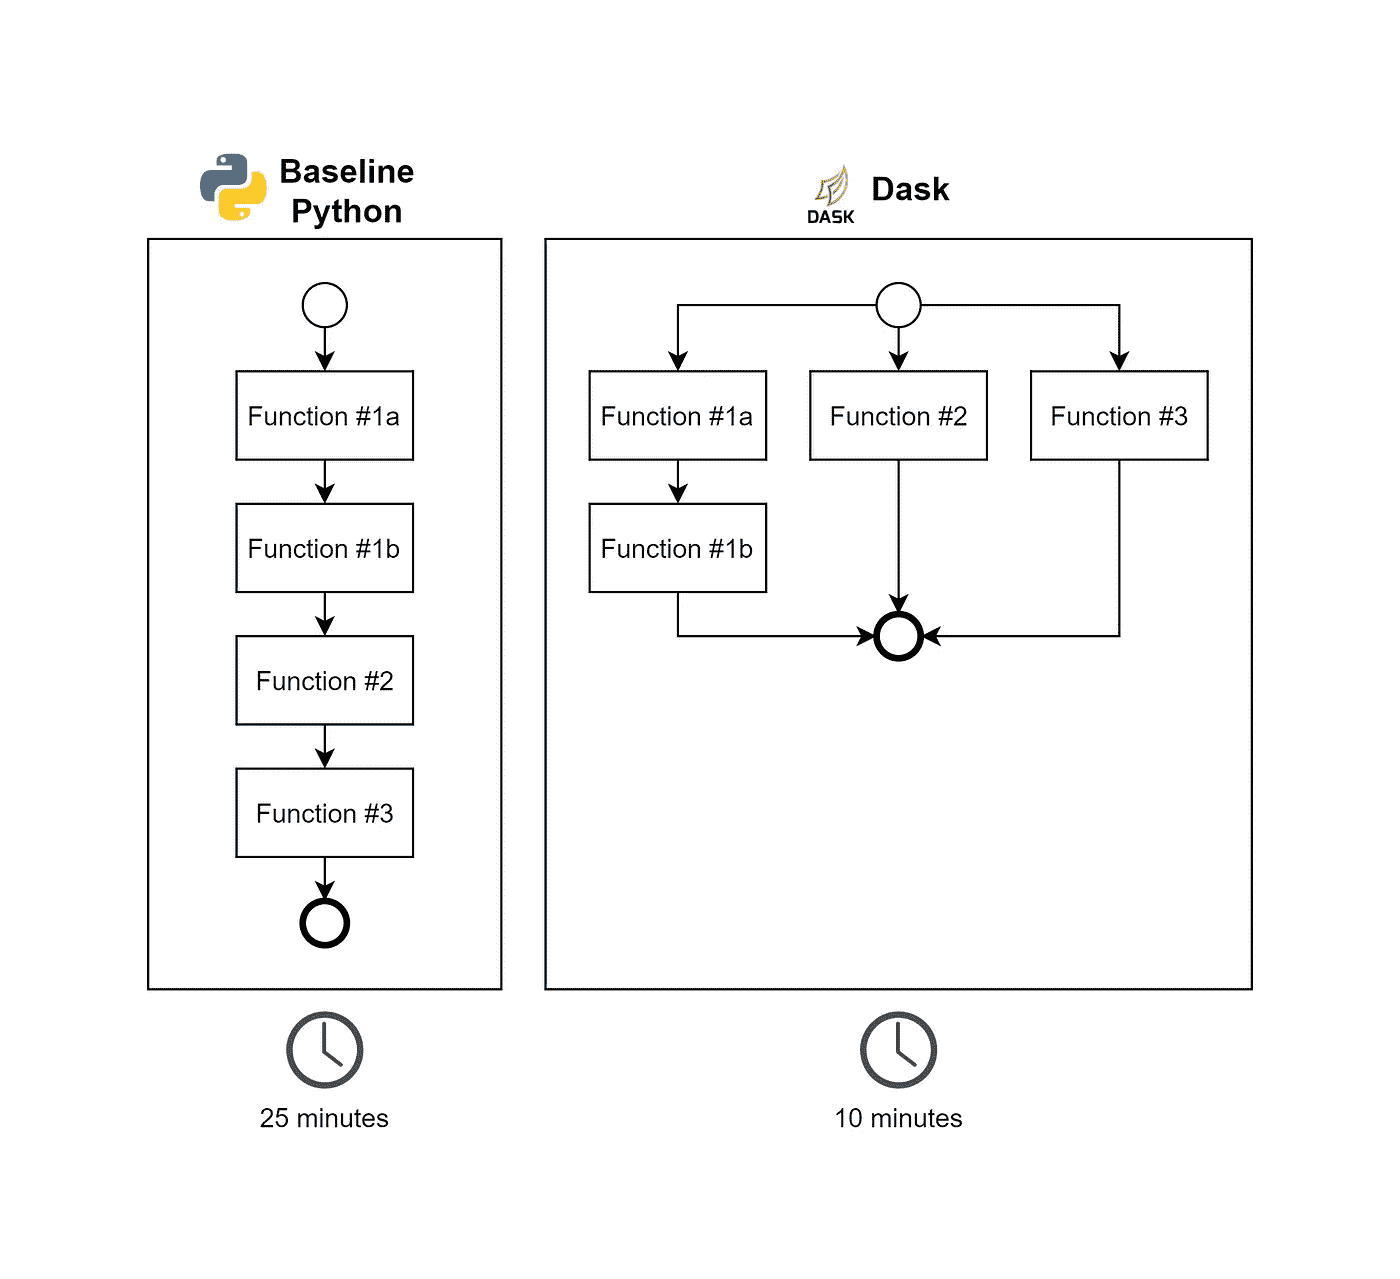 Baseline
Python
Function #1a
Function #1b
Function #2
Function #3
25 minutes
DASK
Dask
Function #1a
Function #2
Function #3
Function #1b
10 minutes